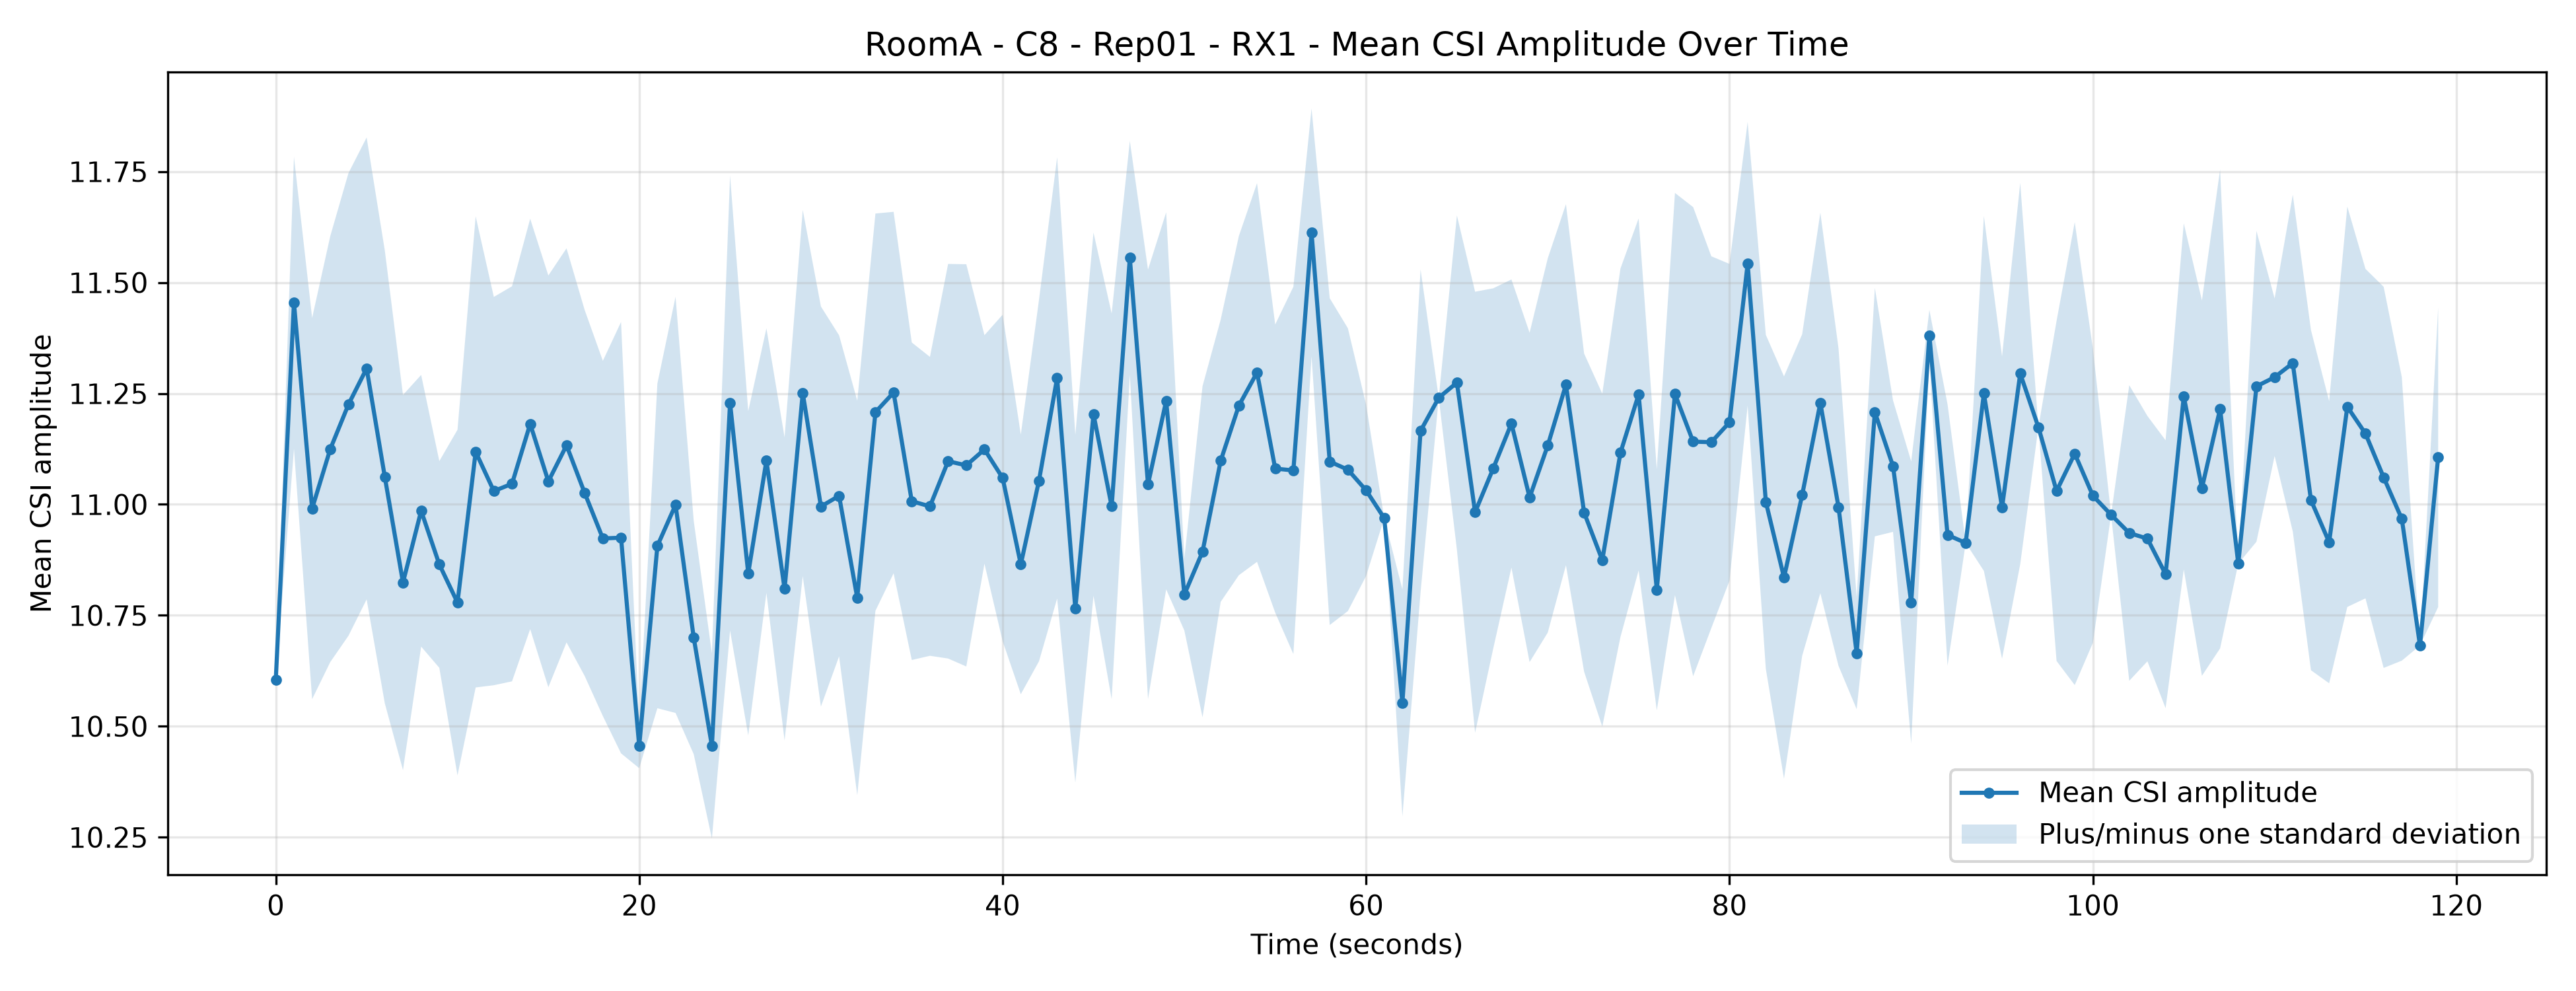 RoomA - C8 - Rep01 - RX1 - Mean CSI Amplitude Over Time
Mean CSI amplitude
11.75
11.50
11.25
11.00
10.75
10.50
10.25
0 20 40 60 80 100 120
Time (seconds)
Mean CSI amplitude
Plus/minus one standard deviation